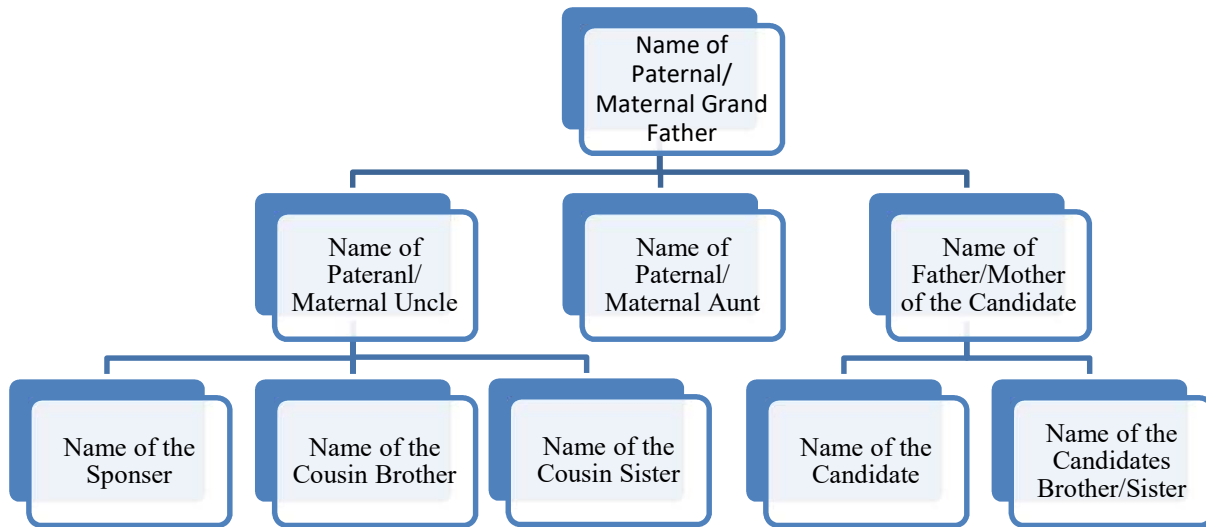 Name of
Paternal/
Maternal Grand
Father
Name of
Pateranl/
Maternal Uncle
Name of
Paternal/
Maternal Aunt
Name of
Father/Mother
of the Candidate
Name of the
Sponser
Name of the
Cousin Brother
Name of the
Cousin Sister
Name of the
Candidate
Name of the
Candidates
Brother/Sister